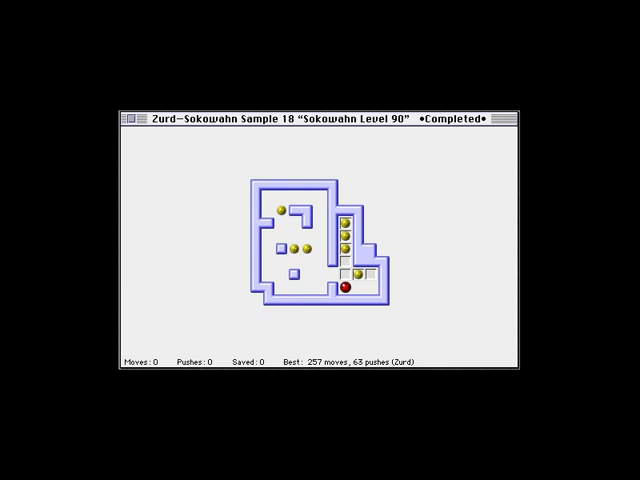 Zurd-Sokowahn Sample 18 “Sokowahn Level 90” •Completed•
Moves: 0 Pushes: 0 Saved: 0 Best: 257 moves, 63 pushes (Zurd)